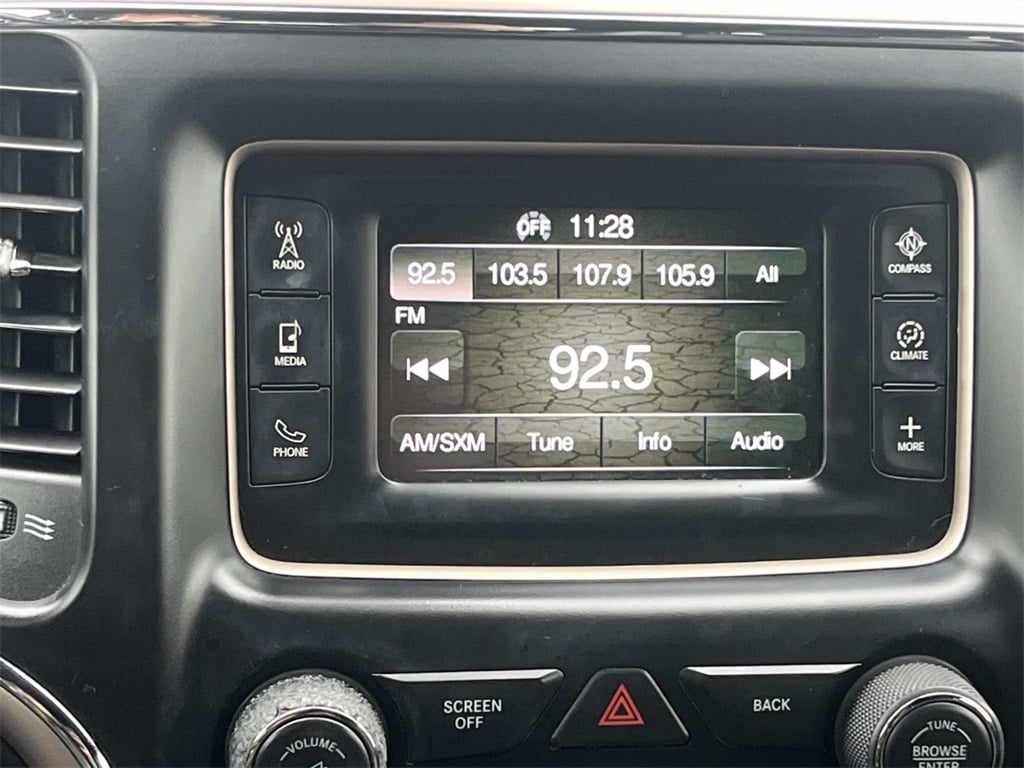 OFF 11:28
92.5 103.5 107.9 105.9 All
FM
92.5
AM/SXM Tune Info Audio
RADIO
MEDIA
PHONE
N
COMPASS
CLIMATE
MORE
VOLUME
SCREEN
OFF
BACK
TUNE
BROWSE
ENTER